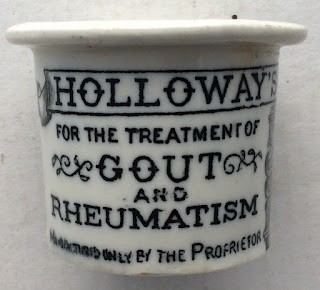 HOLLOWAY'S
FOR THE TREATMENT OF
GOUT
AND
RHEUMATISM
ONLY BY THE PROPRIETOR